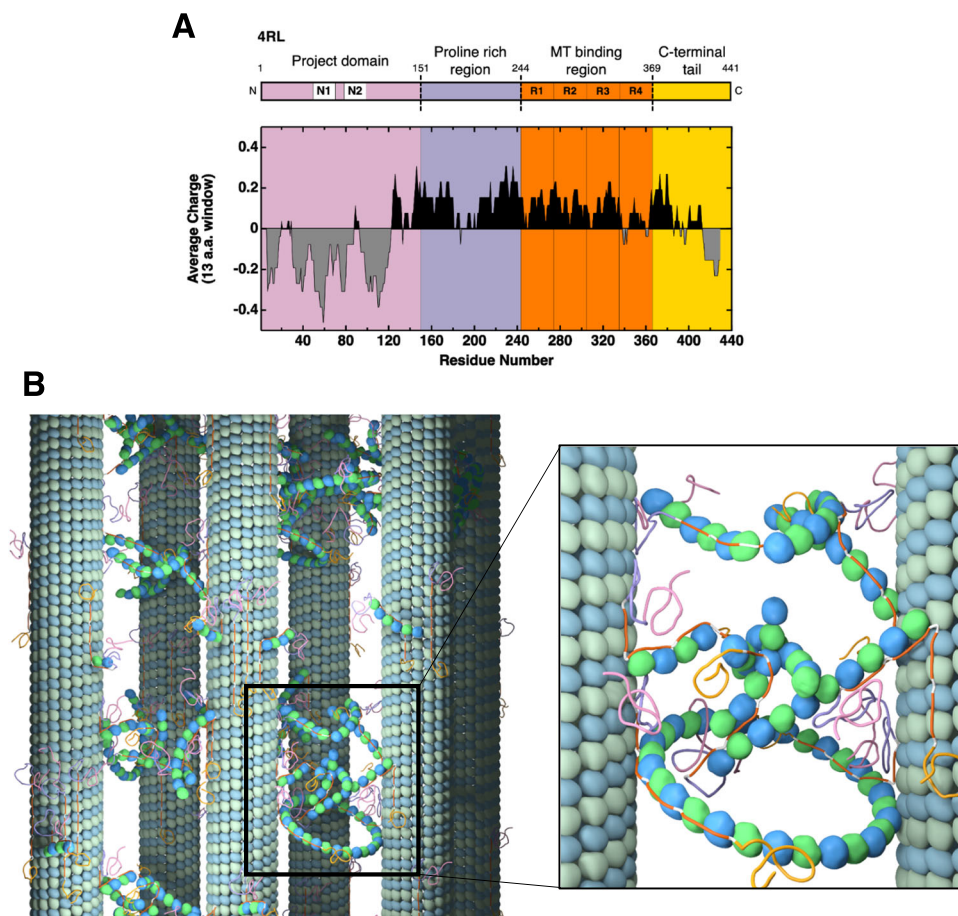 A
4RL
Project domain
Proline rich
region
MT binding
region
C-terminal
tail
1 151 244 369 441
N N1 N2 R1 R2 R3 R4 C
Average Charge
(13 a.a. window)
0.4
0.2
0
-0.2
-0.4
40 80 120 160 200 240 280 320 360 400 440
Residue Number
B